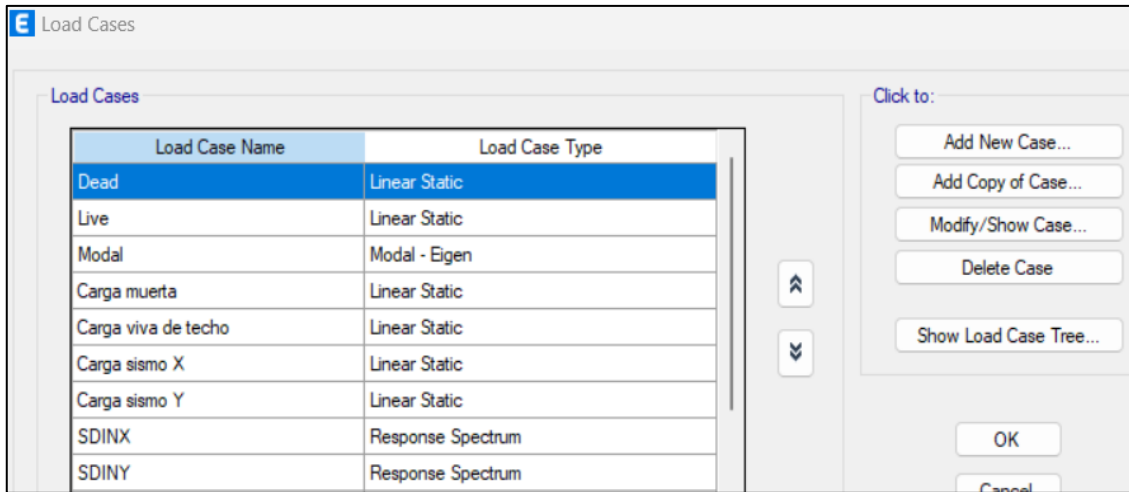 E Load Cases
Load Cases
Click to:
Load Case Name Load Case Type
Dead Linear Static
Live Linear Static
Modal Modal - Eigen
Carga muerta Linear Static
Carga viva de techo Linear Static
Carga sismo X Linear Static
Carga sismo Y Linear Static
SDINX Response Spectrum
SDINY Response Spectrum
Add New Case...
Add Copy of Case...
Modify/Show Case...
Delete Case
Show Load Case Tree...
OK
Cancel